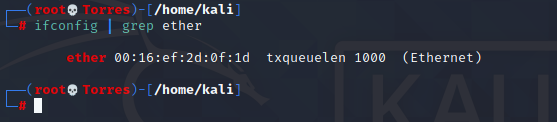 ┌──(root💀Torres)-[/home/kali]
└─# ifconfig | grep ether
ether 00:16:ef:2d:0f:1d  txqueuelen 1000  (Ethernet)
┌──(root💀Torres)-[/home/kali]
└─#
KALI